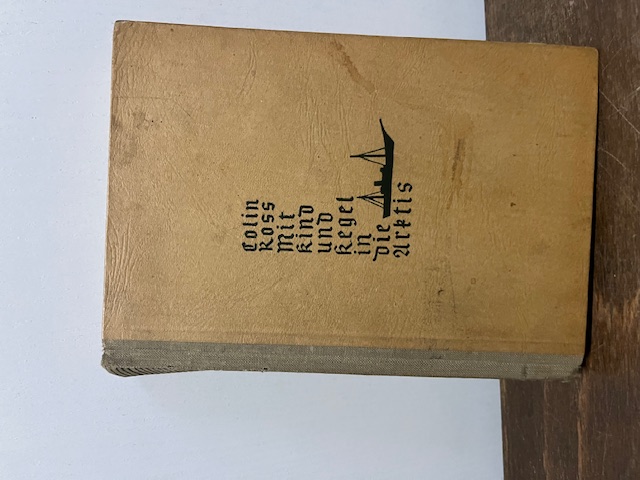 Colin
Ross
Mit
Kind
und
Kegel
in
die
Arktis